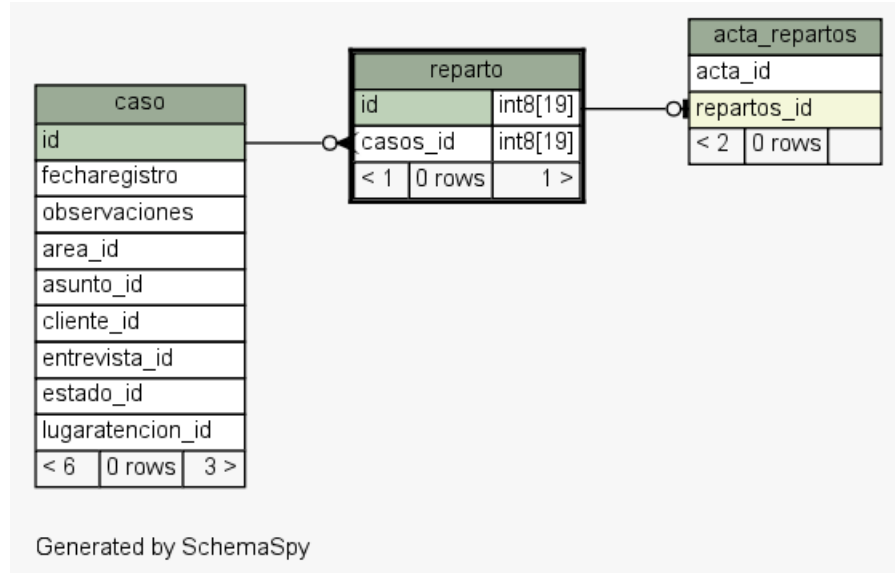 caso
id
fecharegistro
observaciones
area_id
asunto_id
cliente_id
entrevista_id
estado_id
lugaratencion_id
< 6 0 rows 3 >
reparto
id int8[19]
casos_id int8[19]
< 1 0 rows 1 >
acta_repartos
acta_id
repartos_id
< 2 0 rows
Generated by SchemaSpy